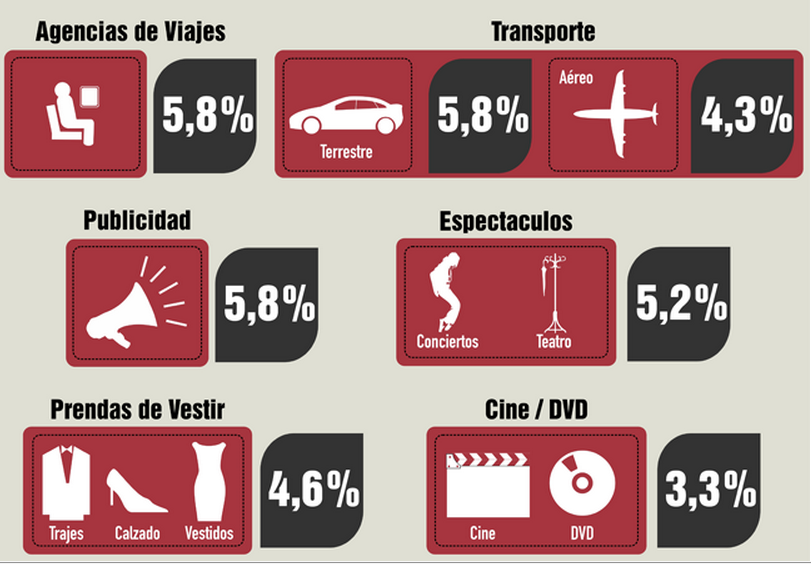 Agencias de Viajes
5,8%
Transporte
Terrestre
5,8%
Aéreo
4,3%
Publicidad
5,8%
Espectaculos
Conciertos
Teatro
5,2%
Prendas de Vestir
Trajes
Calzado
Vestidos
4,6%
Cine / DVD
Cine
DVD
3,3%